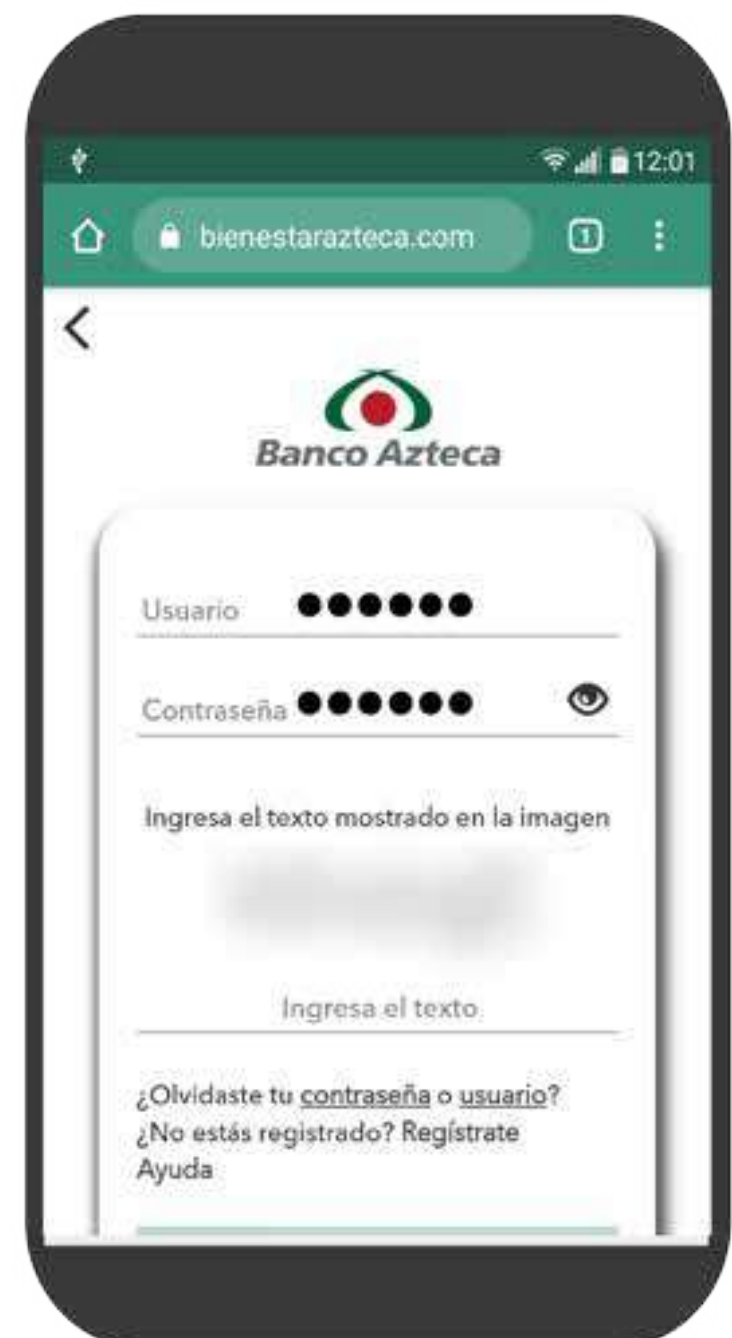 12:01
bienestarazteca.com
1
Banco Azteca
Usuario ●●●●●●
Contraseña ●●●●●●
Ingresa el texto mostrado en la imagen
Ingresa el texto
¿Olvidaste tu contraseña o usuario?
¿No estás registrado? Regístrate
Ayuda